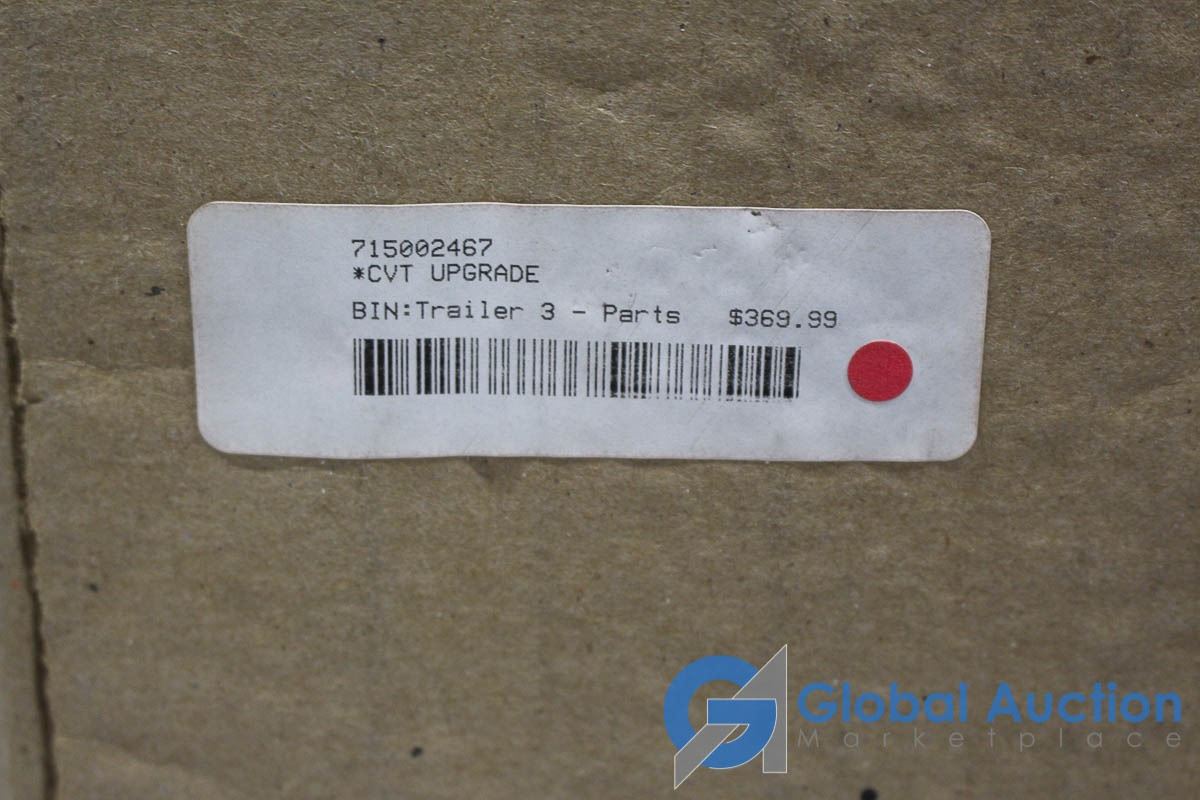 715002467
*CVT UPGRADE
BIN:Trailer 3 - Parts $369.99
Global Auction
Marketplace